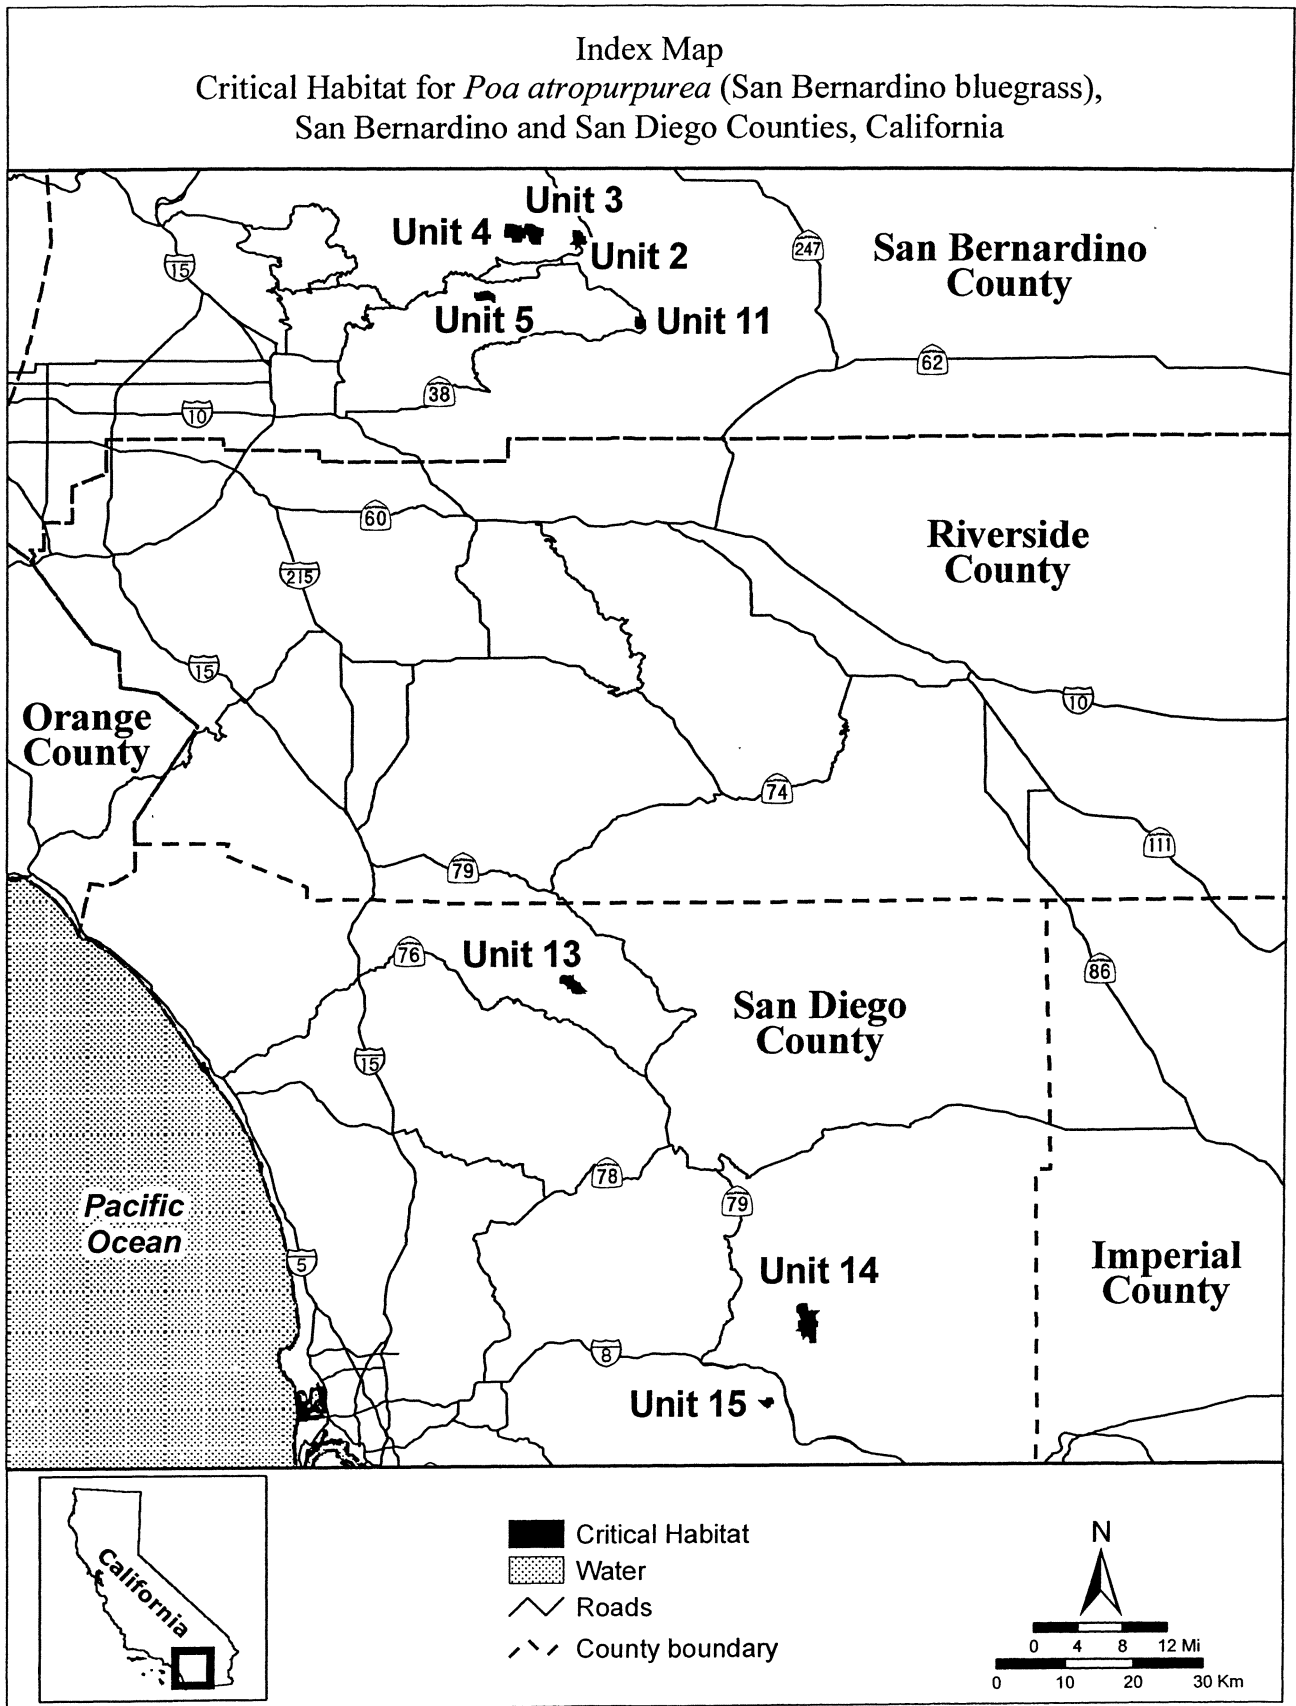 Index Map
Critical Habitat for Poa atropurpurea (San Bernardino bluegrass),
San Bernardino and San Diego Counties, California
Unit 3
Unit 4
Unit 2
247
San Bernardino
County
15
Unit 5
Unit 11
62
38
10
60
Riverside
County
215
15
10
Orange
County
74
111
79
76
Unit 13
86
San Diego
County
15
78
79
Pacific
Ocean
5
Unit 14
Imperial
County
8
Unit 15
California
Critical Habitat
Water
Roads
County boundary
N
0 4 8 12 Mi
0 10 20 30 Km